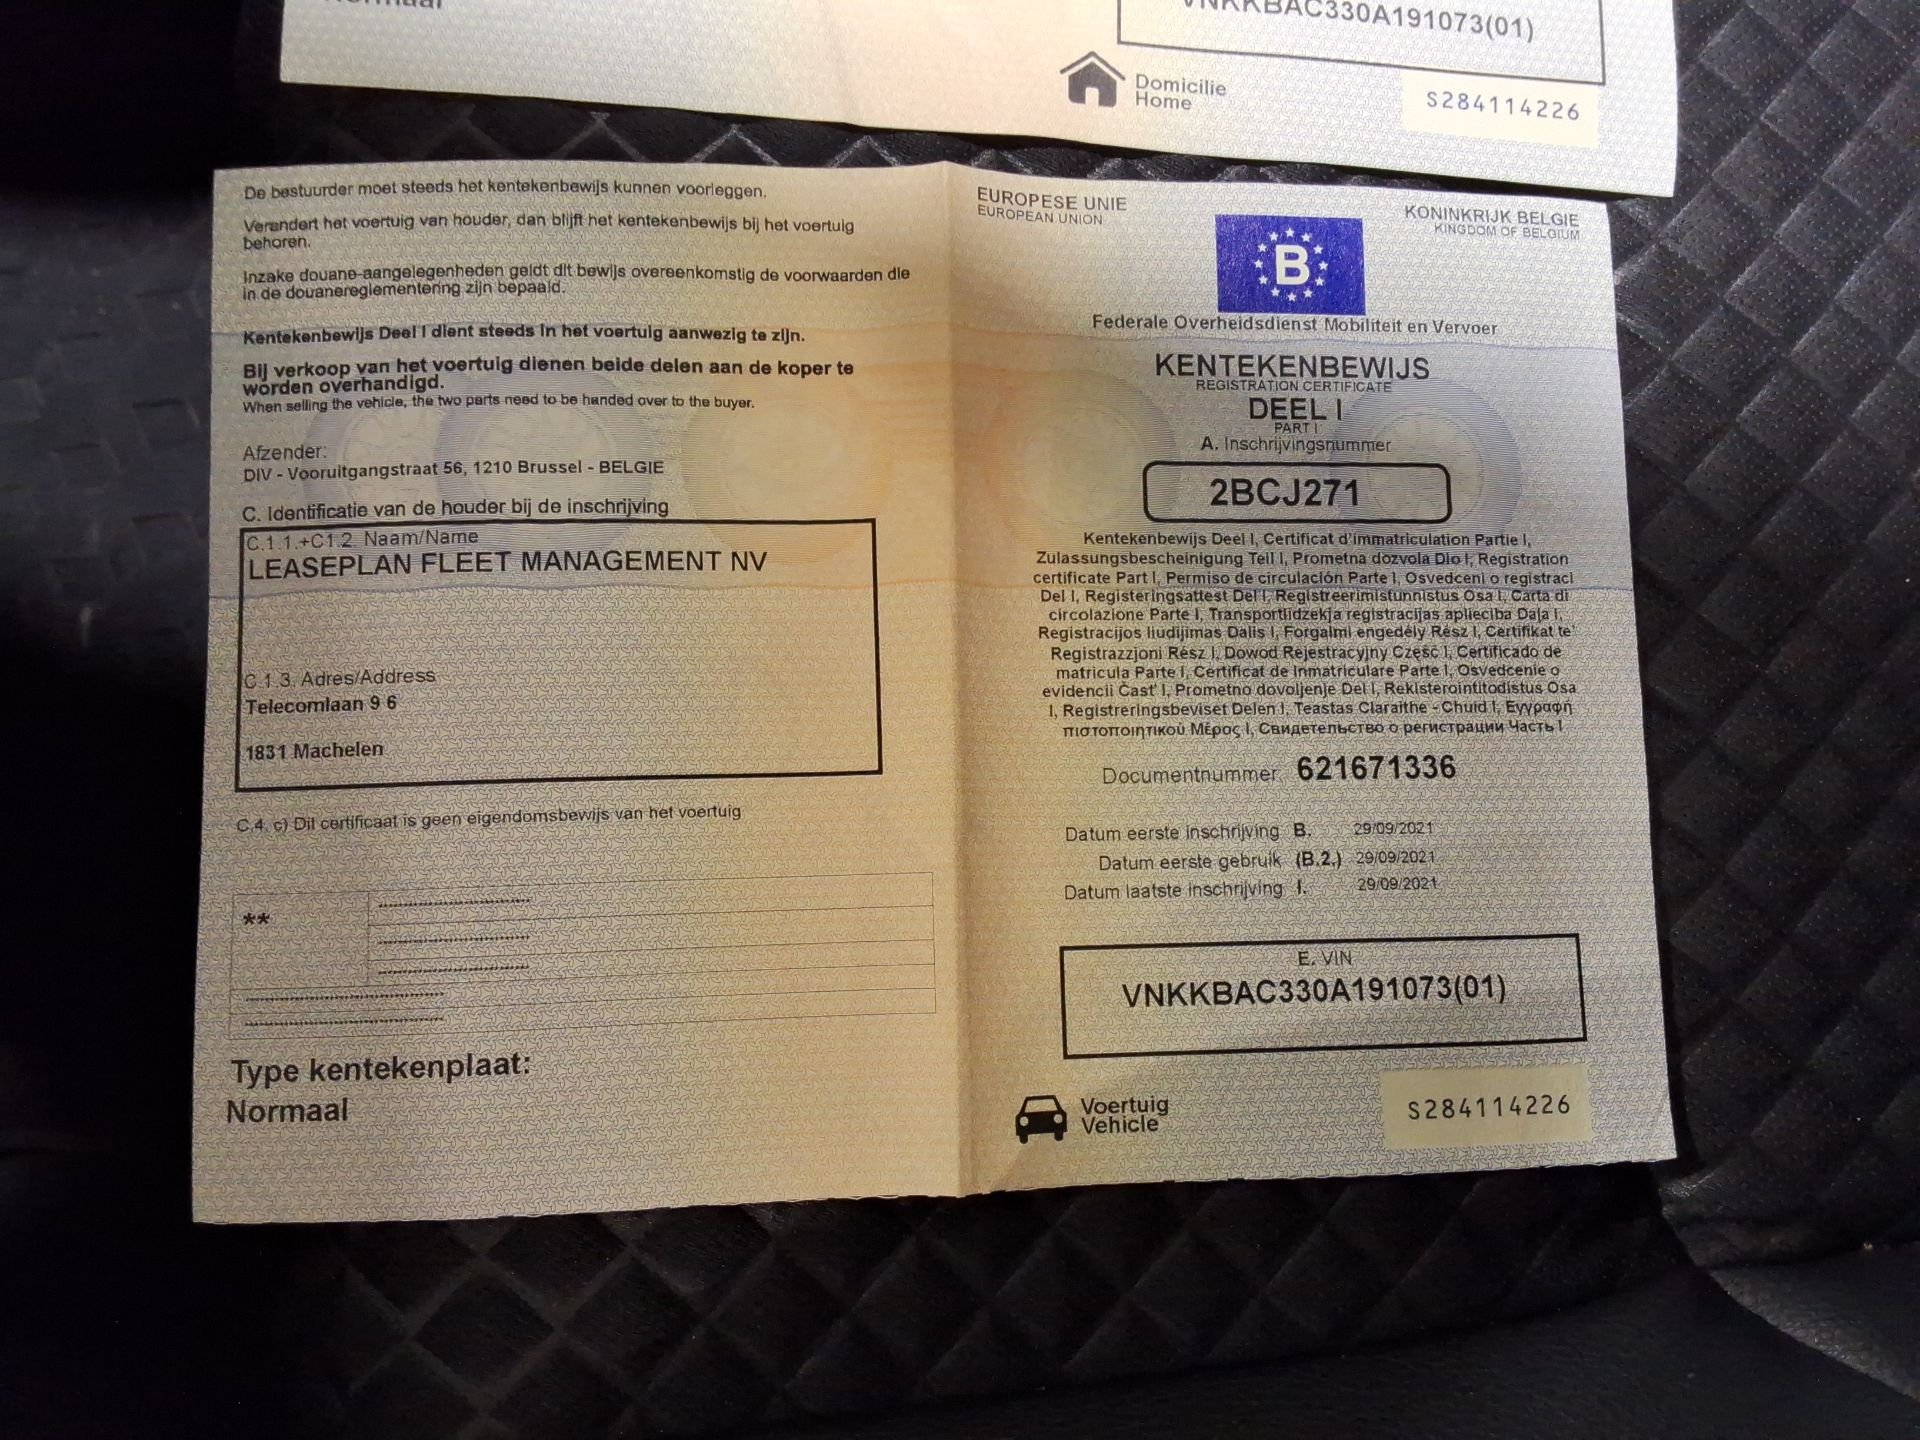 VNKKBAC330A191073(01)
Domicilie
Home
S284114226
De bestuurder moet steeds het kentekenbewijs kunnen voorleggen.
Verandert het voertuig van houder, dan blijft het kentekenbewijs bij het voertuig
behoren.
Inzake douane-aangelegenheden geldt dit bewijs overeenkomstig de voorwaarden die
in de douanereglementering zijn bepaald.
Kentekenbewijs Deel I dient steeds in het voertuig aanwezig te zijn.
Bij verkoop van het voertuig dienen beide delen aan de koper te
worden overhandigd.
When selling the vehicle, the two parts need to be handed over to the buyer.
Afzender:
DIV - Vooruitgangstraat 56, 1210 Brussel - BELGIE
C. Identificatie van de houder bij de inschrijving
C.1.1.+C1.2. Naam/Name
LEASEPLAN FLEET MANAGEMENT NV
C.1.3. Adres/Address
Telecomlaan 9 6
1831 Machelen
C.4. c) Dit certificaat is geen eigendomsbewijs van het voertuig
**
Type kentekenplaat:
Normaal
EUROPESE UNIE
EUROPEAN UNION
KONINKRIJK BELGIE
KINGDOM OF BELGIUM
B
Federale Overheidsdienst Mobiliteit en Vervoer
KENTEKENBEWIJS
REGISTRATION CERTIFICATE
DEEL I
PART I
A. Inschrijvingsnummer
2BCJ271
Kentekenbewijs Deel I, Certificat d'immatriculation Partie I,
Zulassungsbescheinigung Teil I, Prometna dozvola Dio I, Registration
certificate Part I, Permiso de circulación Parte I, Osvedceni o registraci
Del I, Registeringsattest Del I, Registreerimistunnistus Osa I, Carta di
circolazione Parte I, Transportlidzekja registracijas aplieciba Daļa I,
Registracijos liudijimas Dalis I, Forgalmi engedély Rész I, Certifikat te'
Registrazzjoni Rész I, Dowod Rejestracyjny Część I, Certificado de
matricula Parte I, Certificat de Inmatriculare Parte I, Osvedcenie o
evidencii Čast' I, Prometno dovoljenje Del I, Rekisterointitodistus Osa
I, Registreringsbeviset Delen I, Teastas Claraithe - Chuid I, Εγγραφή
πιστοποιητικού Μέρος I, Свидетельство о регистрации Часть I
Documentnummer 621671336
Datum eerste inschrijving B. 29/09/2021
Datum eerste gebruik (B.2.) 29/09/2021
Datum laatste inschrijving I. 29/09/2021
E. VIN
VNKKBAC330A191073(01)
Voertuig
Vehicle
S284114226